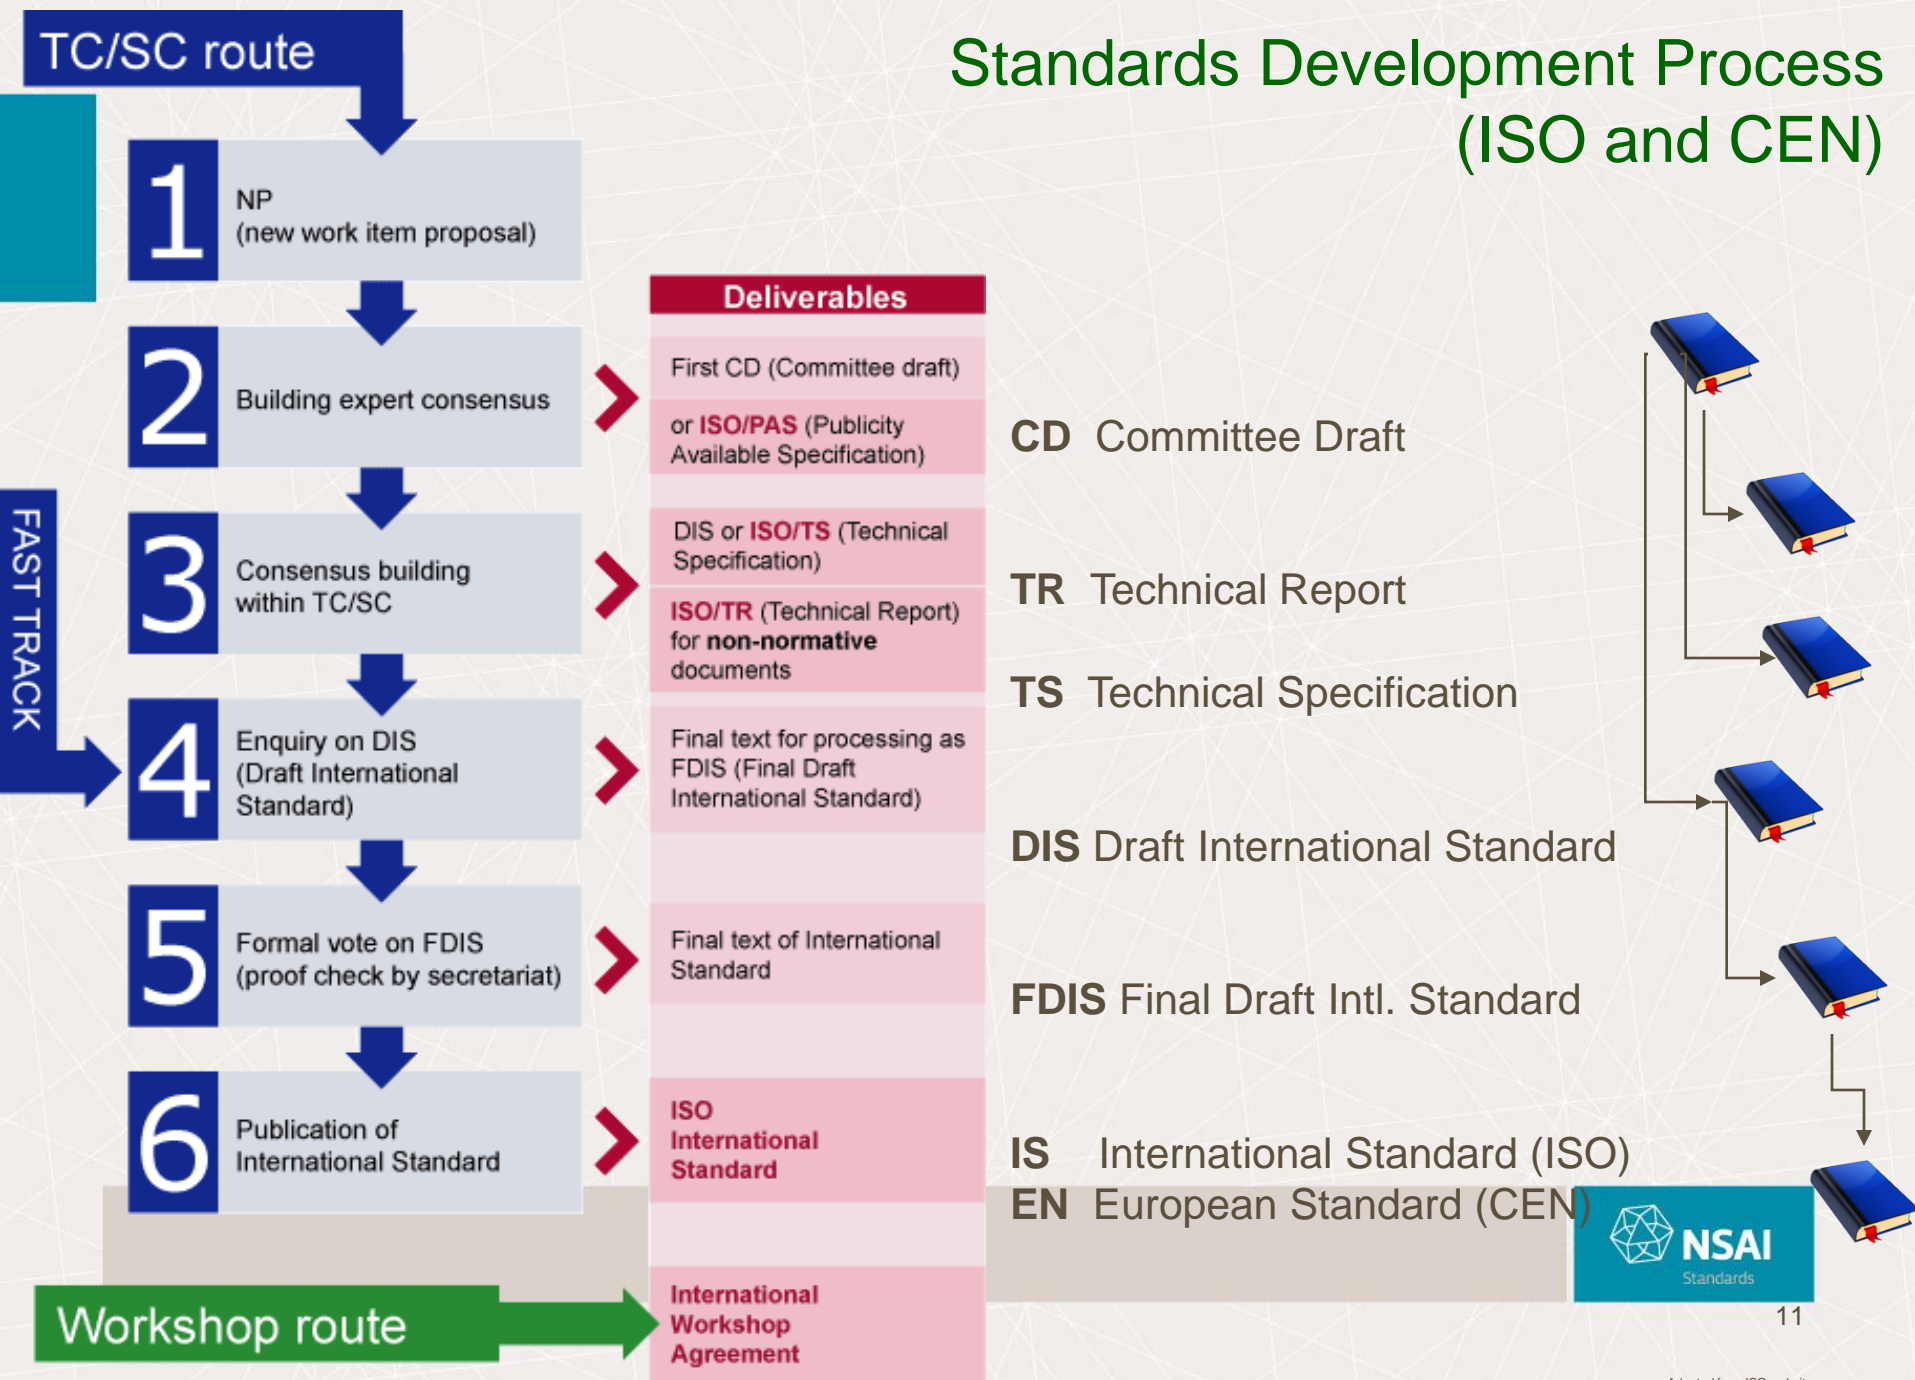 TC/SC route
Standards Development Process
(ISO and CEN)
1
NP
(new work item proposal)
2
Building expert consensus
3
Consensus building
within TC/SC
FAST TRACK
4
Enquiry on DIS
(Draft International
Standard)
5
Formal vote on FDIS
(proof check by secretariat)
6
Publication of
International Standard
Workshop route
Deliverables
First CD (Committee draft)
or ISO/PAS (Publicity
Available Specification)
DIS or ISO/TS (Technical
Specification)
ISO/TR (Technical Report)
for non-normative
documents
Final text for processing as
FDIS (Final Draft
International Standard)
Final text of International
Standard
ISO
International
Standard
International
Workshop
Agreement
CD Committee Draft
TR Technical Report
TS Technical Specification
DIS Draft International Standard
FDIS Final Draft Intl. Standard
IS International Standard (ISO)
EN European Standard (CEN)
NSAI
Standards
11